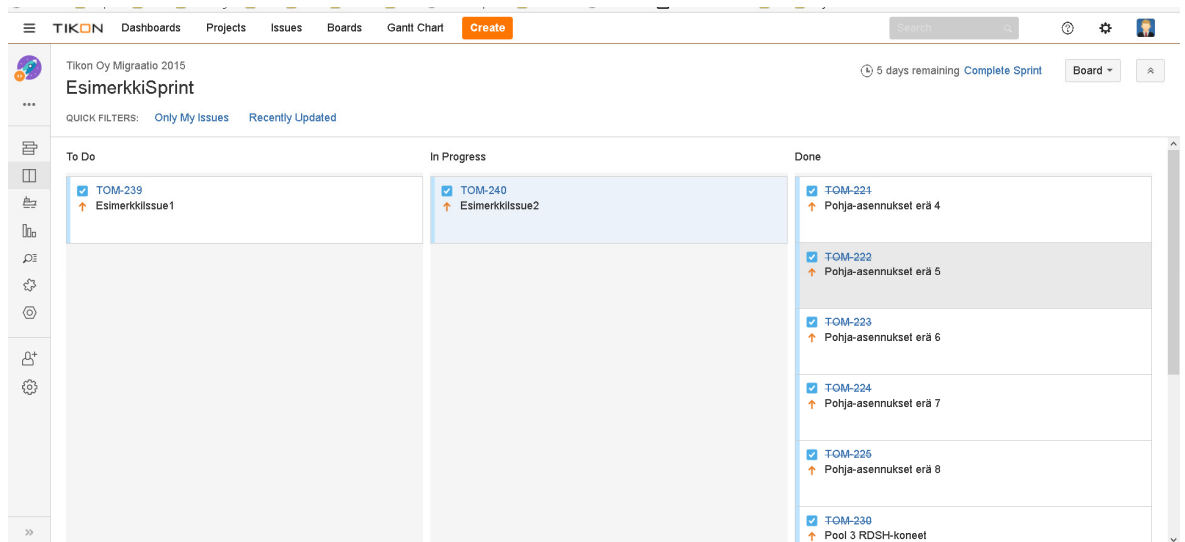 TIKON Dashboards Projects Issues Boards Gantt Chart Create Search
Tikon Oy Migraatio 2015
5 days remaining Complete Sprint Board
EsimerkkiSprint
QUICK FILTERS: Only My Issues Recently Updated
To Do In Progress Done
TOM-239
EsimerkkiIssue1
TOM-240
EsimerkkiIssue2
TOM-221
Pohja-asennukset erä 4
TOM-222
Pohja-asennukset erä 5
TOM-223
Pohja-asennukset erä 6
TOM-224
Pohja-asennukset erä 7
TOM-225
Pohja-asennukset erä 8
TOM-230
Pool 3 RDSH-koneet